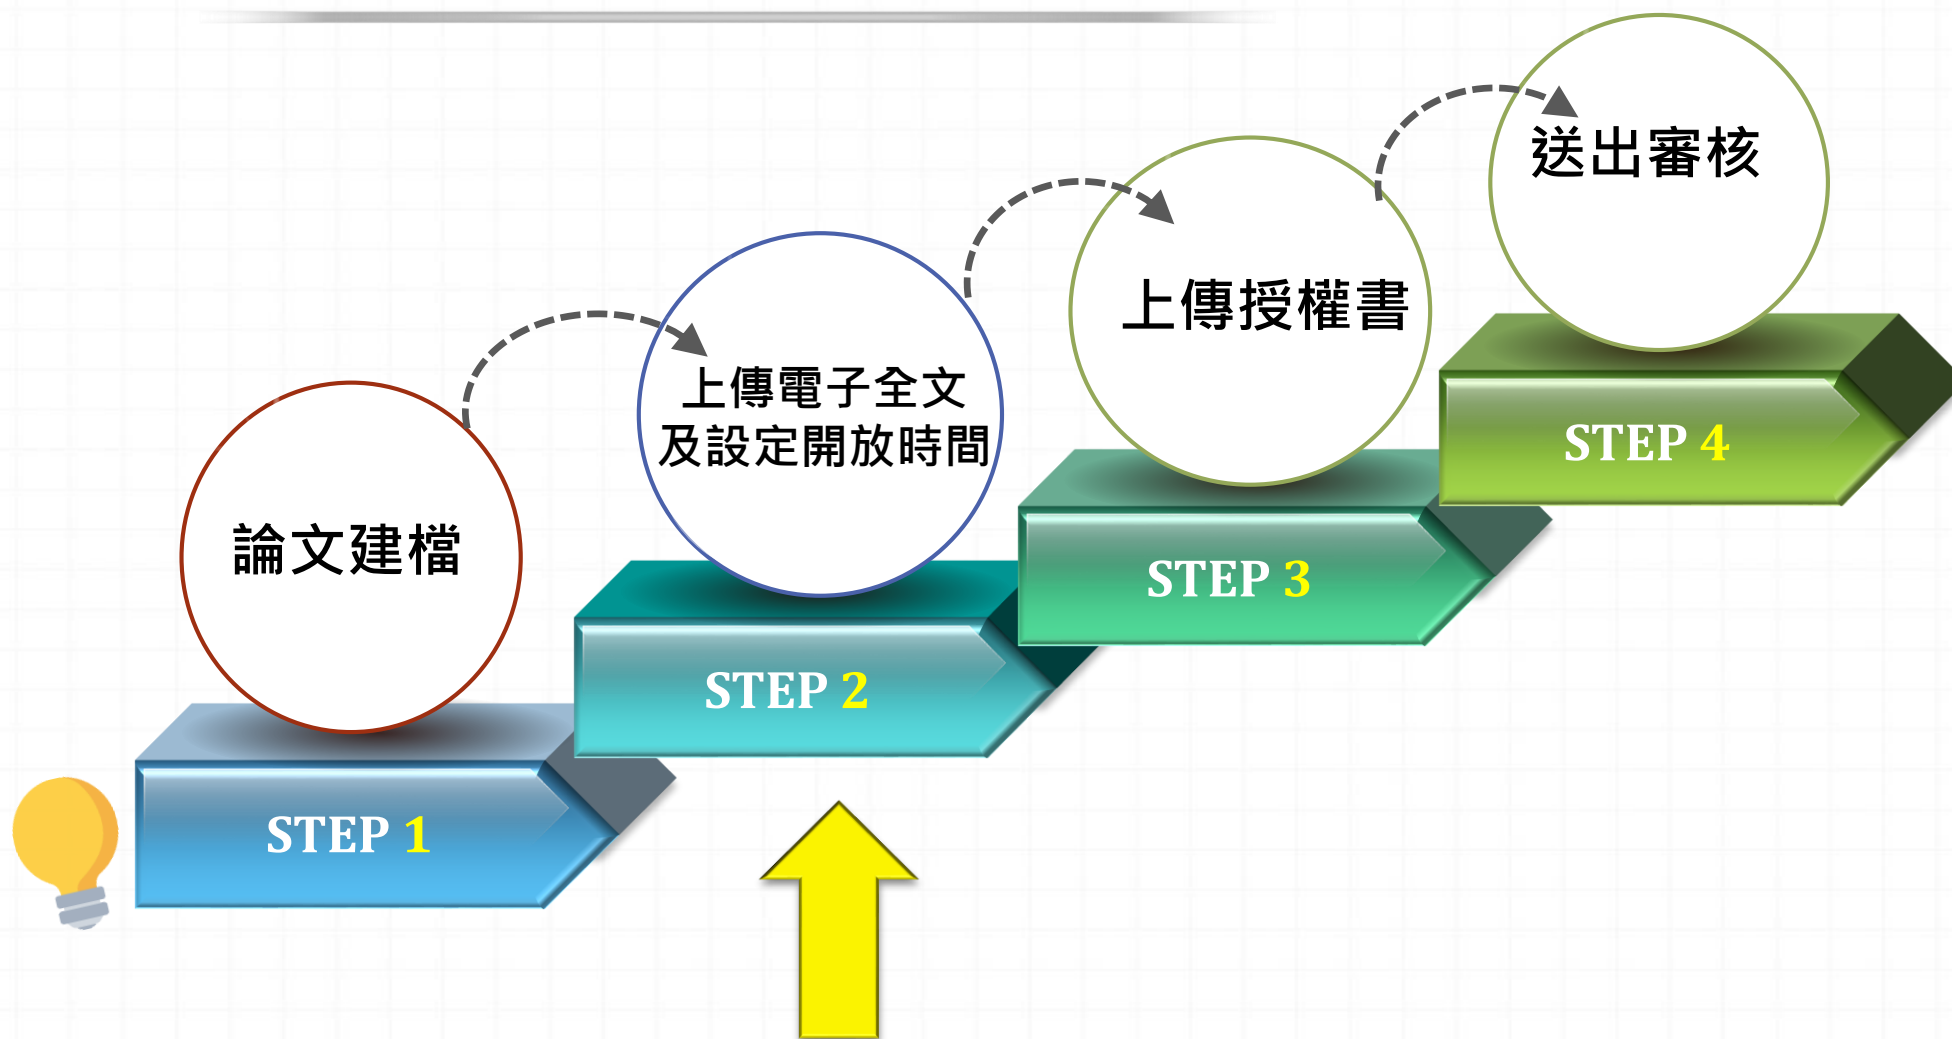 論文建檔
STEP 1
上傳電子全文
及設定開放時間
STEP 2
上傳授權書
STEP 3
送出審核
STEP 4